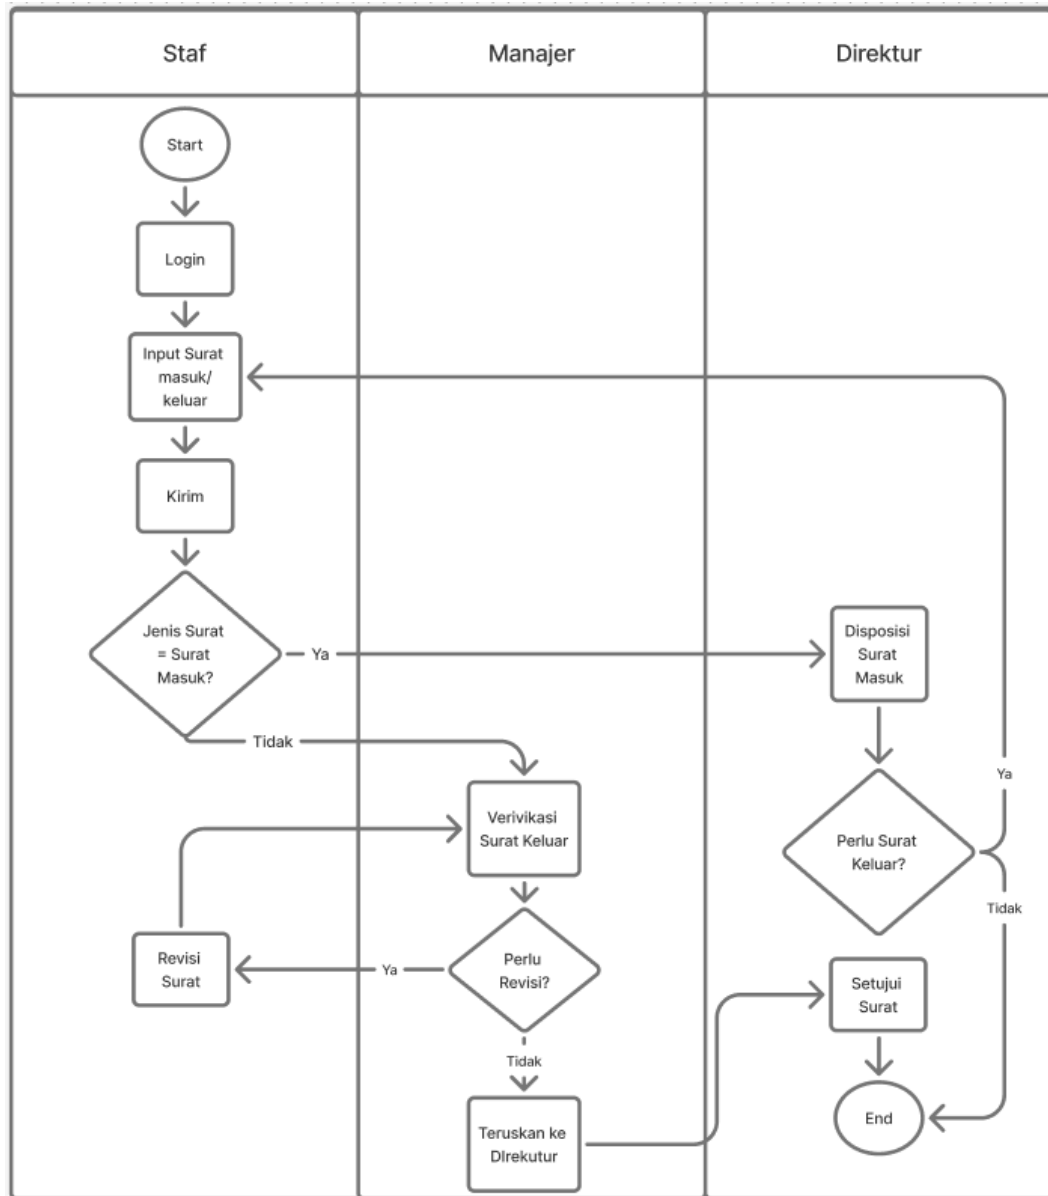 Staf
Manajer
Direktur
Start
Login
Input Surat
masuk/
keluar
Kirim
Jenis Surat
= Surat
Masuk?
Ya
Disposisi
Surat
Masuk
Tidak
Ya
Verivikasi
Surat Keluar
Perlu Surat
Keluar?
Tidak
Revisi
Surat
Ya
Perlu
Revisi?
Setujui
Surat
Tidak
Teruskan ke
DIrekutur
End